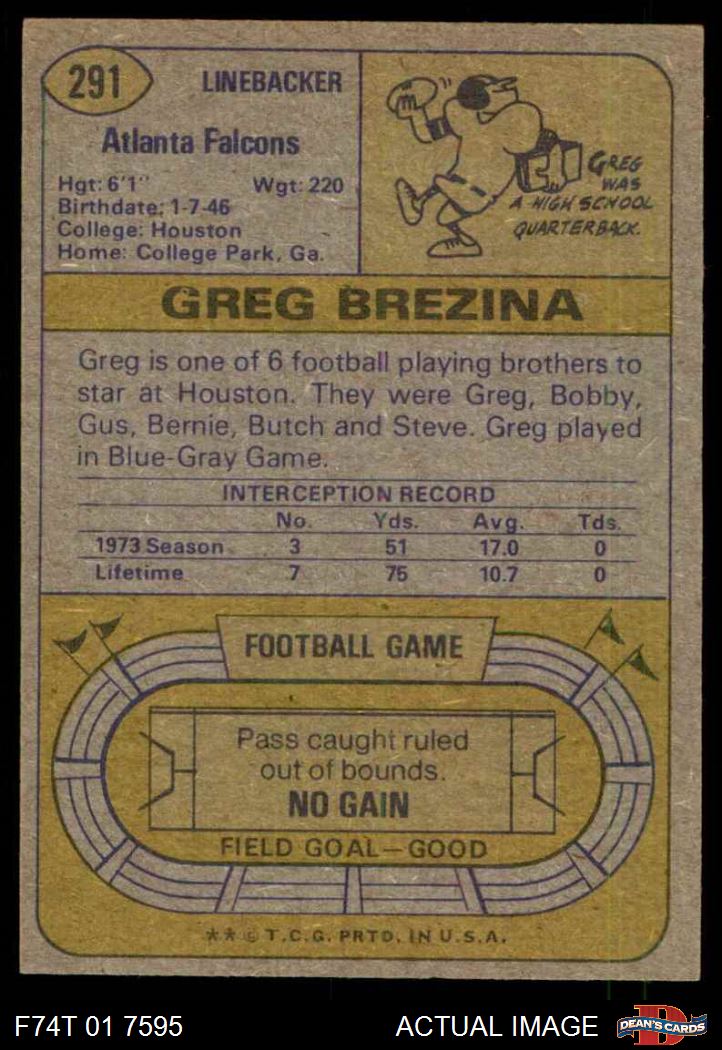 291
LINEBACKER
Atlanta Falcons
Hgt: 6'1" Wgt: 220
Birthdate: 1-7-46
College: Houston
Home: College Park, Ga.
GREG
WAS
A HIGH SCHOOL
QUARTERBACK.
GREG BREZINA
Greg is one of 6 football playing brothers to
star at Houston. They were Greg, Bobby,
Gus, Bernie, Butch and Steve. Greg played
in Blue-Gray Game.
INTERCEPTION RECORD
No. Yds. Avg. Tds.
1973 Season 3 51 17.0 0
Lifetime 7 75 10.7 0
FOOTBALL GAME
Pass caught ruled
out of bounds.
NO GAIN
FIELD GOAL—GOOD
** © T.C.G. PRTD. IN U.S.A.
F74T 01 7595 ACTUAL IMAGE
D
DEAN'S CARDS